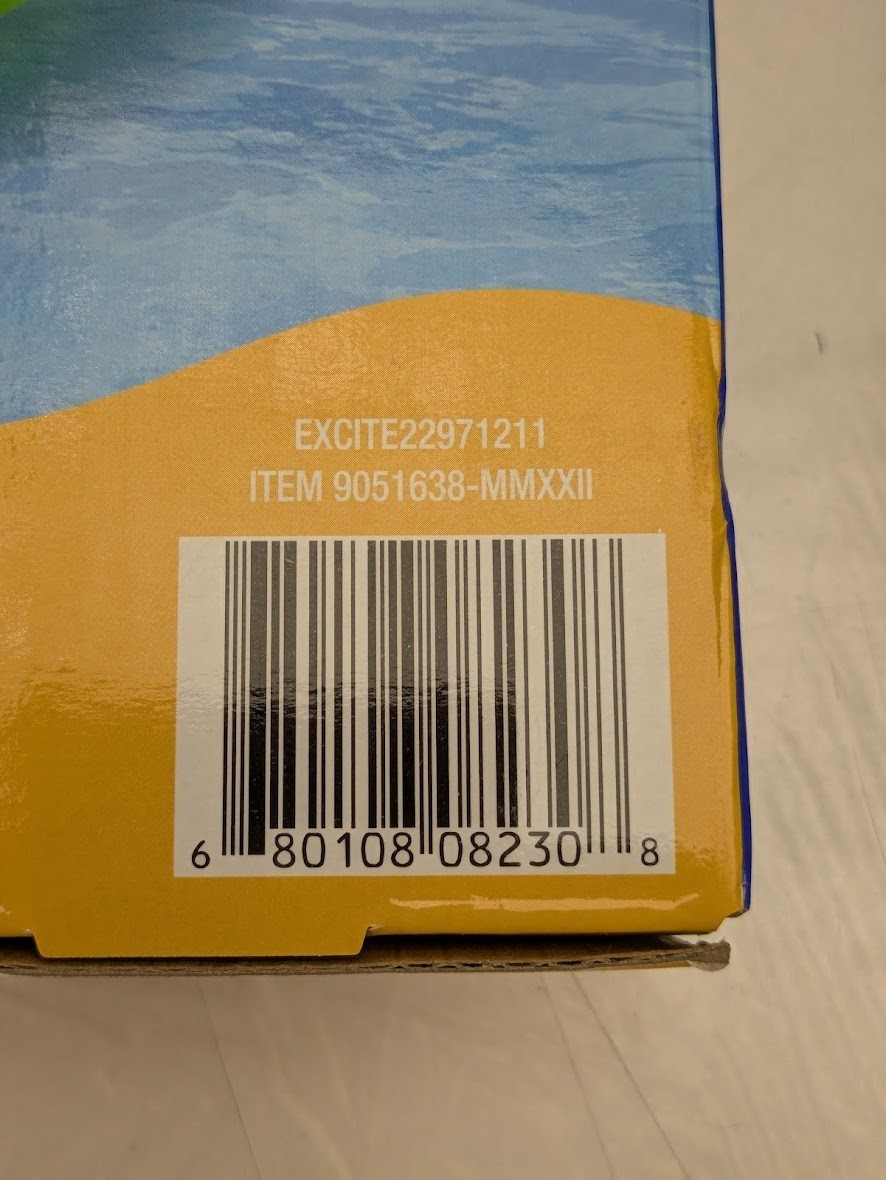 EXCITE22971211
ITEM 9051638-MMXXII
6 80108 08230 8